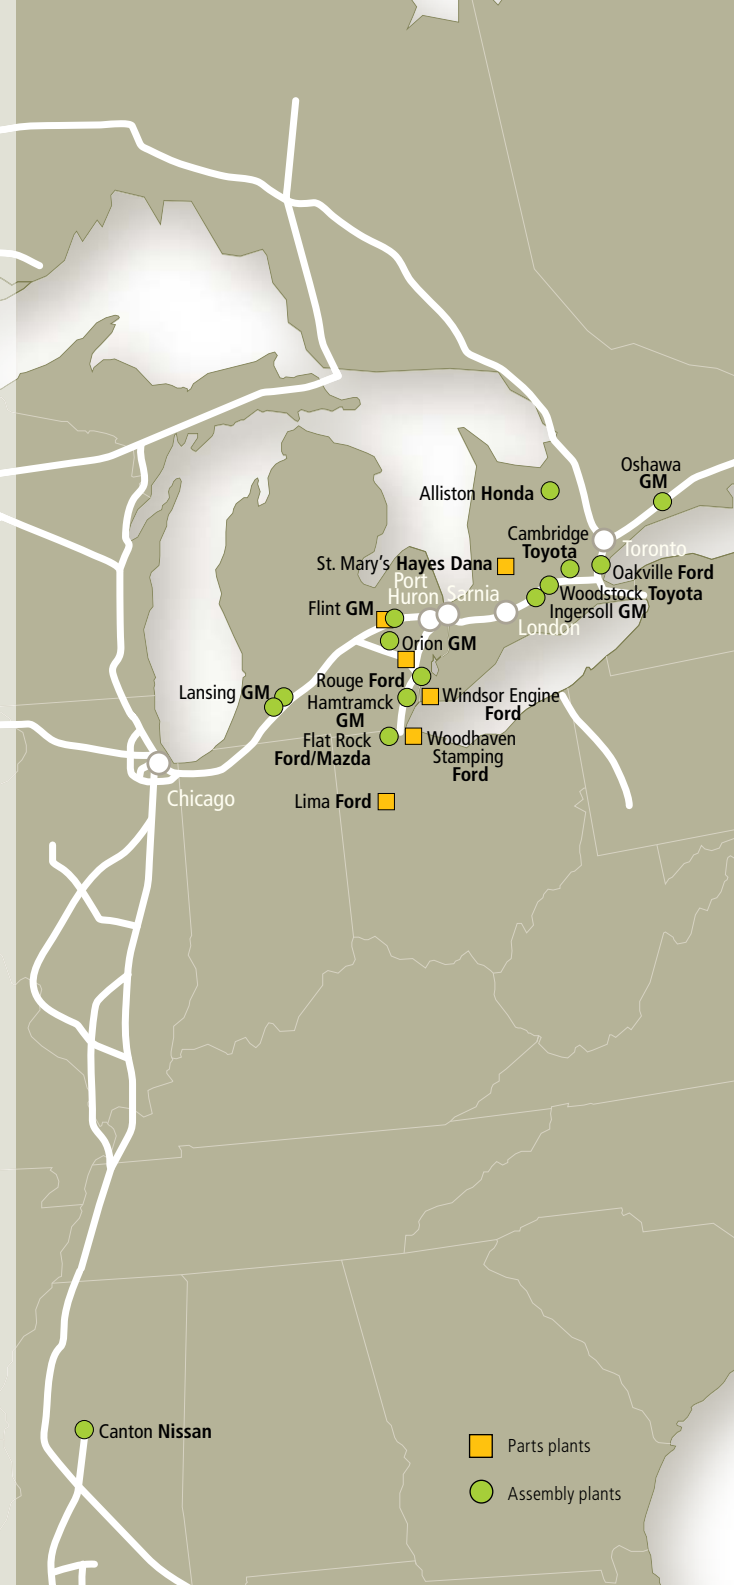 Oshawa
GM
Alliston Honda
Cambridge
Toyota
Toronto
St. Mary's Hayes Dana
Oakville Ford
Port
Huron
Sarnia
Woodstock Toyota
Flint GM
Ingersoll GM
London
Orion GM
Rouge Ford
Lansing GM
Hamtramck
GM
Windsor Engine
Ford
Flat Rock
Ford/Mazda
Woodhaven
Stamping
Ford
Chicago
Lima Ford
Canton Nissan
Parts plants
Assembly plants